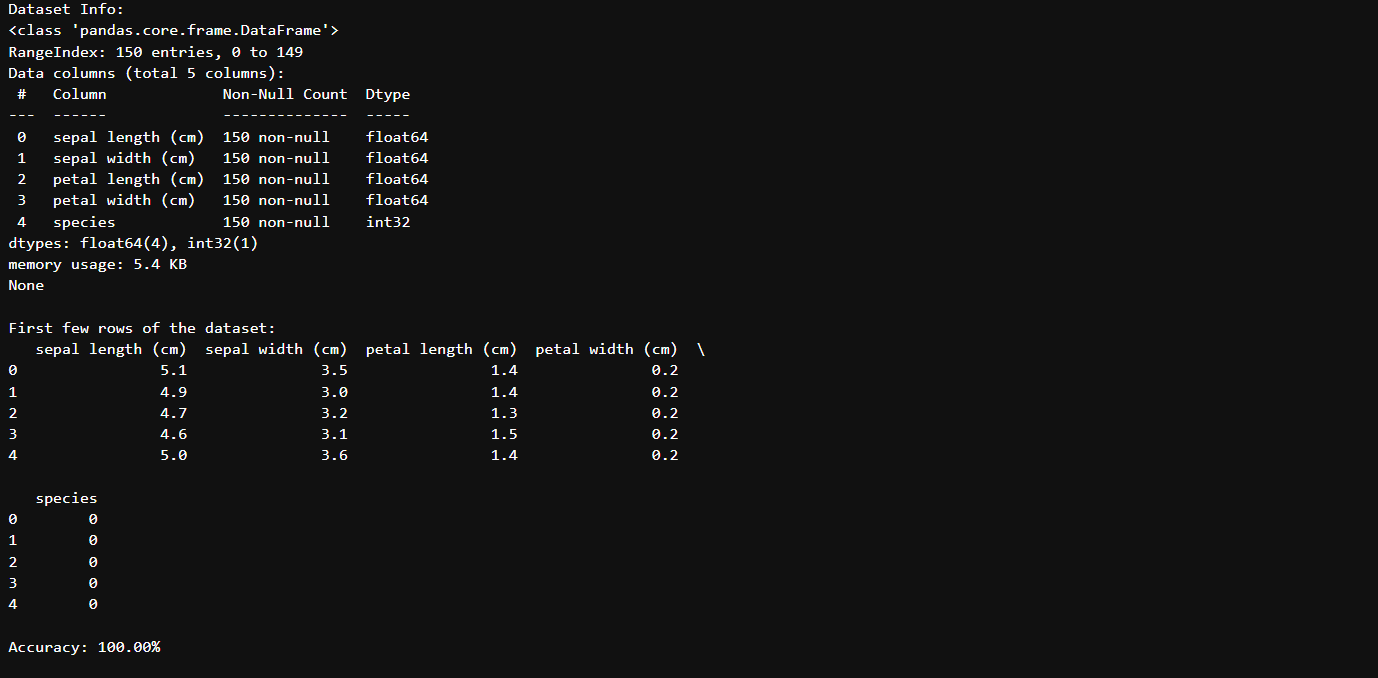 Dataset Info:
<class 'pandas.core.frame.DataFrame'>
RangeIndex: 150 entries, 0 to 149
Data columns (total 5 columns):
 #   Column             Non-Null Count  Dtype
---  ------             --------------  -----
 0   sepal length (cm)  150 non-null    float64
 1   sepal width (cm)   150 non-null    float64
 2   petal length (cm)  150 non-null    float64
 3   petal width (cm)   150 non-null    float64
 4   species            150 non-null    int32
dtypes: float64(4), int32(1)
memory usage: 5.4 KB
None

First few rows of the dataset:
   sepal length (cm)  sepal width (cm)  petal length (cm)  petal width (cm)  \
0                5.1               3.5                1.4               0.2
1                4.9               3.0                1.4               0.2
2                4.7               3.2                1.3               0.2
3                4.6               3.1                1.5               0.2
4                5.0               3.6                1.4               0.2

   species
0        0
1        0
2        0
3        0
4        0

Accuracy: 100.00%